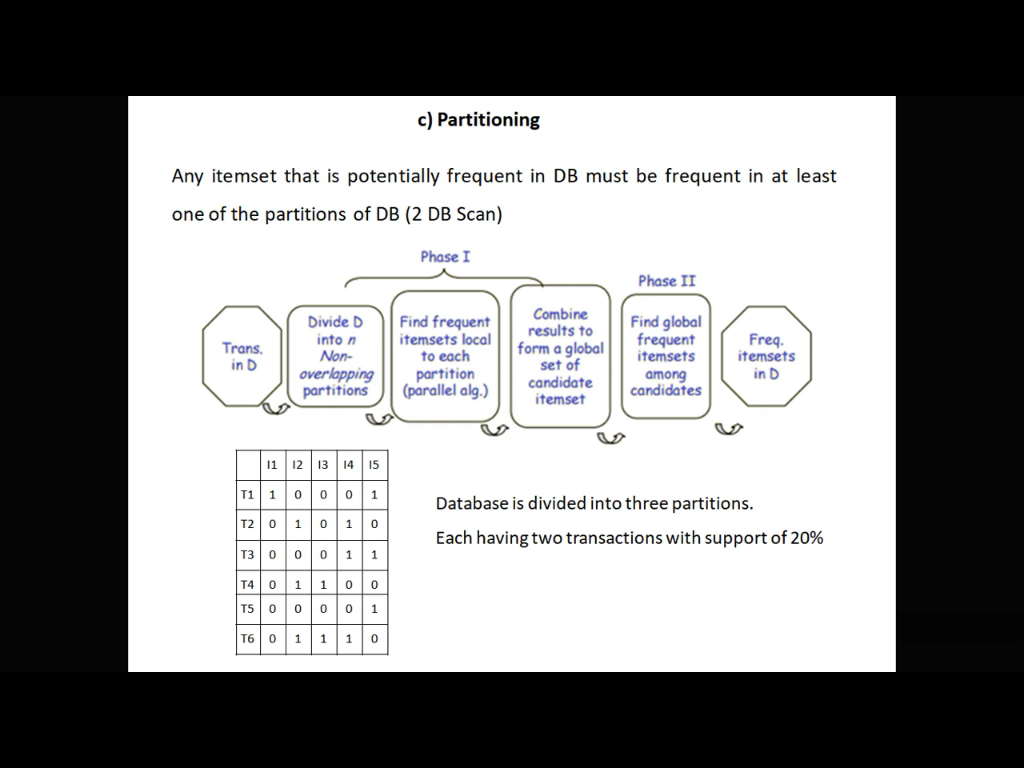 c) Partitioning
Any itemset that is potentially frequent in DB must be frequent in at least
one of the partitions of DB (2 DB Scan)
Phase I
Phase II
Trans.
in D
Divide D
into n
Non-
overlapping
partitions
Find frequent
itemsets local
to each
partition
(parallel alg.)
Combine
results to
form a global
set of
candidate
itemset
Find global
frequent
itemsets
among
candidates
Freq.
itemsets
in D
I1 I2 I3 I4 I5
T1 1 0 0 0 1
T2 0 1 0 1 0
T3 0 0 0 1 1
T4 0 1 1 0 0
T5 0 0 0 0 1
T6 0 1 1 1 0
Database is divided into three partitions.
Each having two transactions with support of 20%